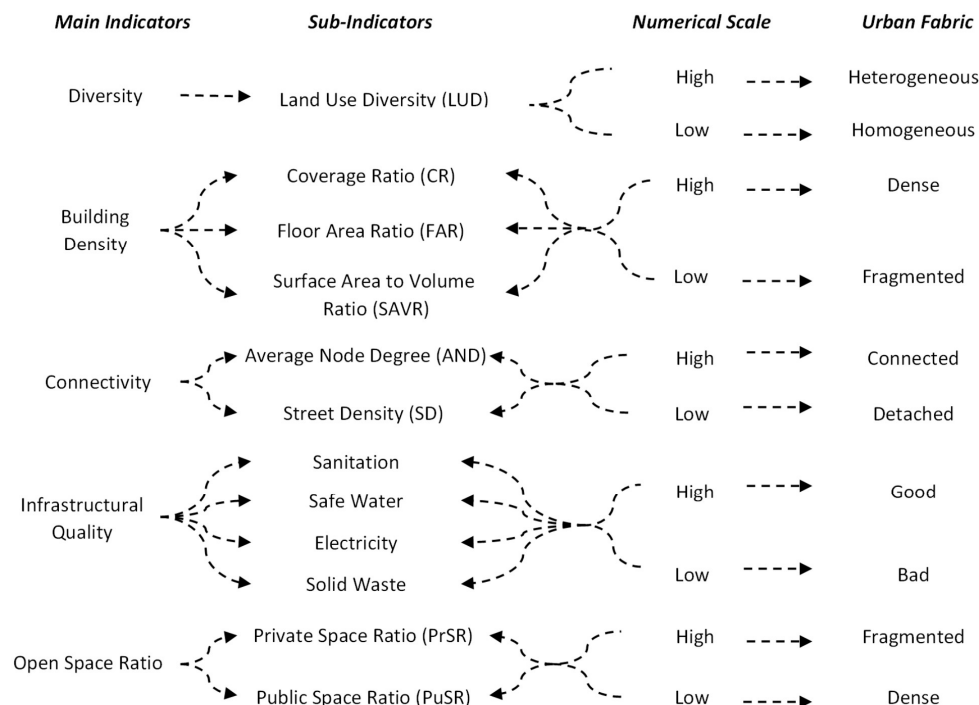 Main Indicators Sub-Indicators Numerical Scale Urban Fabric
High Heterogeneous
Diversity Land Use Diversity (LUD)
Low Homogeneous
Coverage Ratio (CR) High Dense
Building
Density
Floor Area Ratio (FAR)
Surface Area to Volume
Ratio (SAVR)
Low Fragmented
Average Node Degree (AND) High Connected
Connectivity
Street Density (SD) Low Detached
Sanitation
Infrastructural
Quality
Safe Water
High Good
Electricity
Solid Waste
Low Bad
Private Space Ratio (PrSR) High Fragmented
Open Space Ratio
Public Space Ratio (PuSR) Low Dense